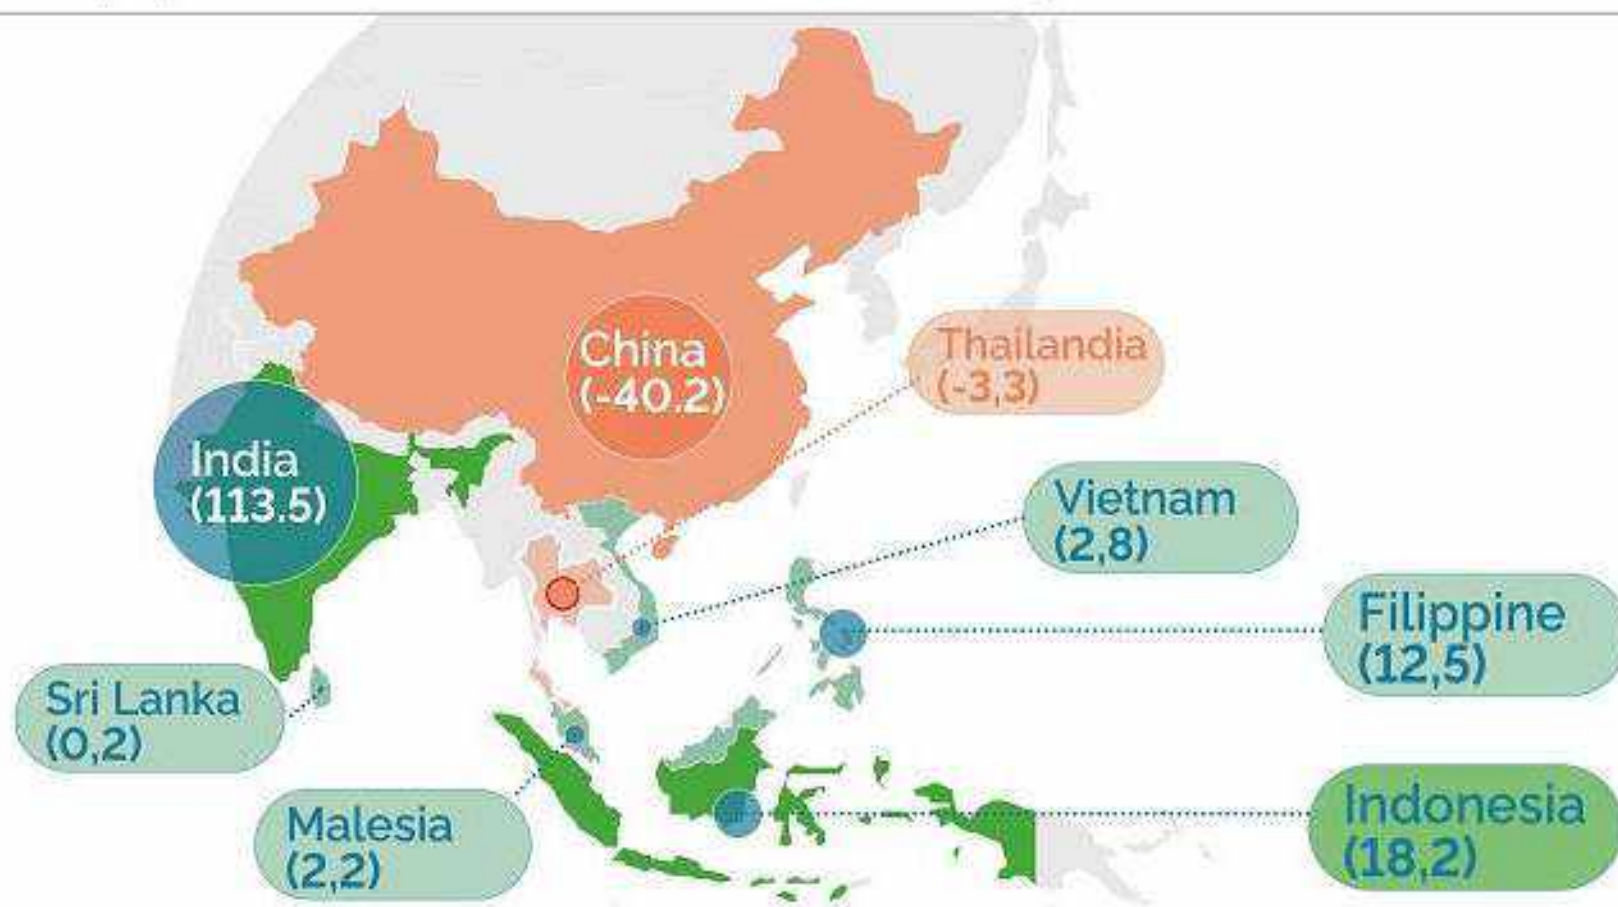 China
(-40.2)
Thailandia
(-3,3)
India
(113.5)
Vietnam
(2,8)
Filippine
(12,5)
Sri Lanka
(0,2)
Malesia
(2,2)
Indonesia
(18,2)